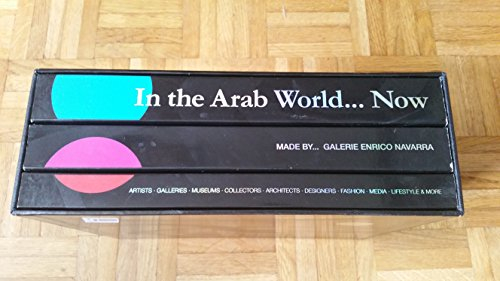 In the Arab World... Now
MADE BY... GALERIE ENRICO NAVARRA
ARTISTS · GALLERIES · MUSEUMS · COLLECTORS · ARCHITECTS · DESIGNERS · FASHION · MEDIA · LIFESTYLE & MORE